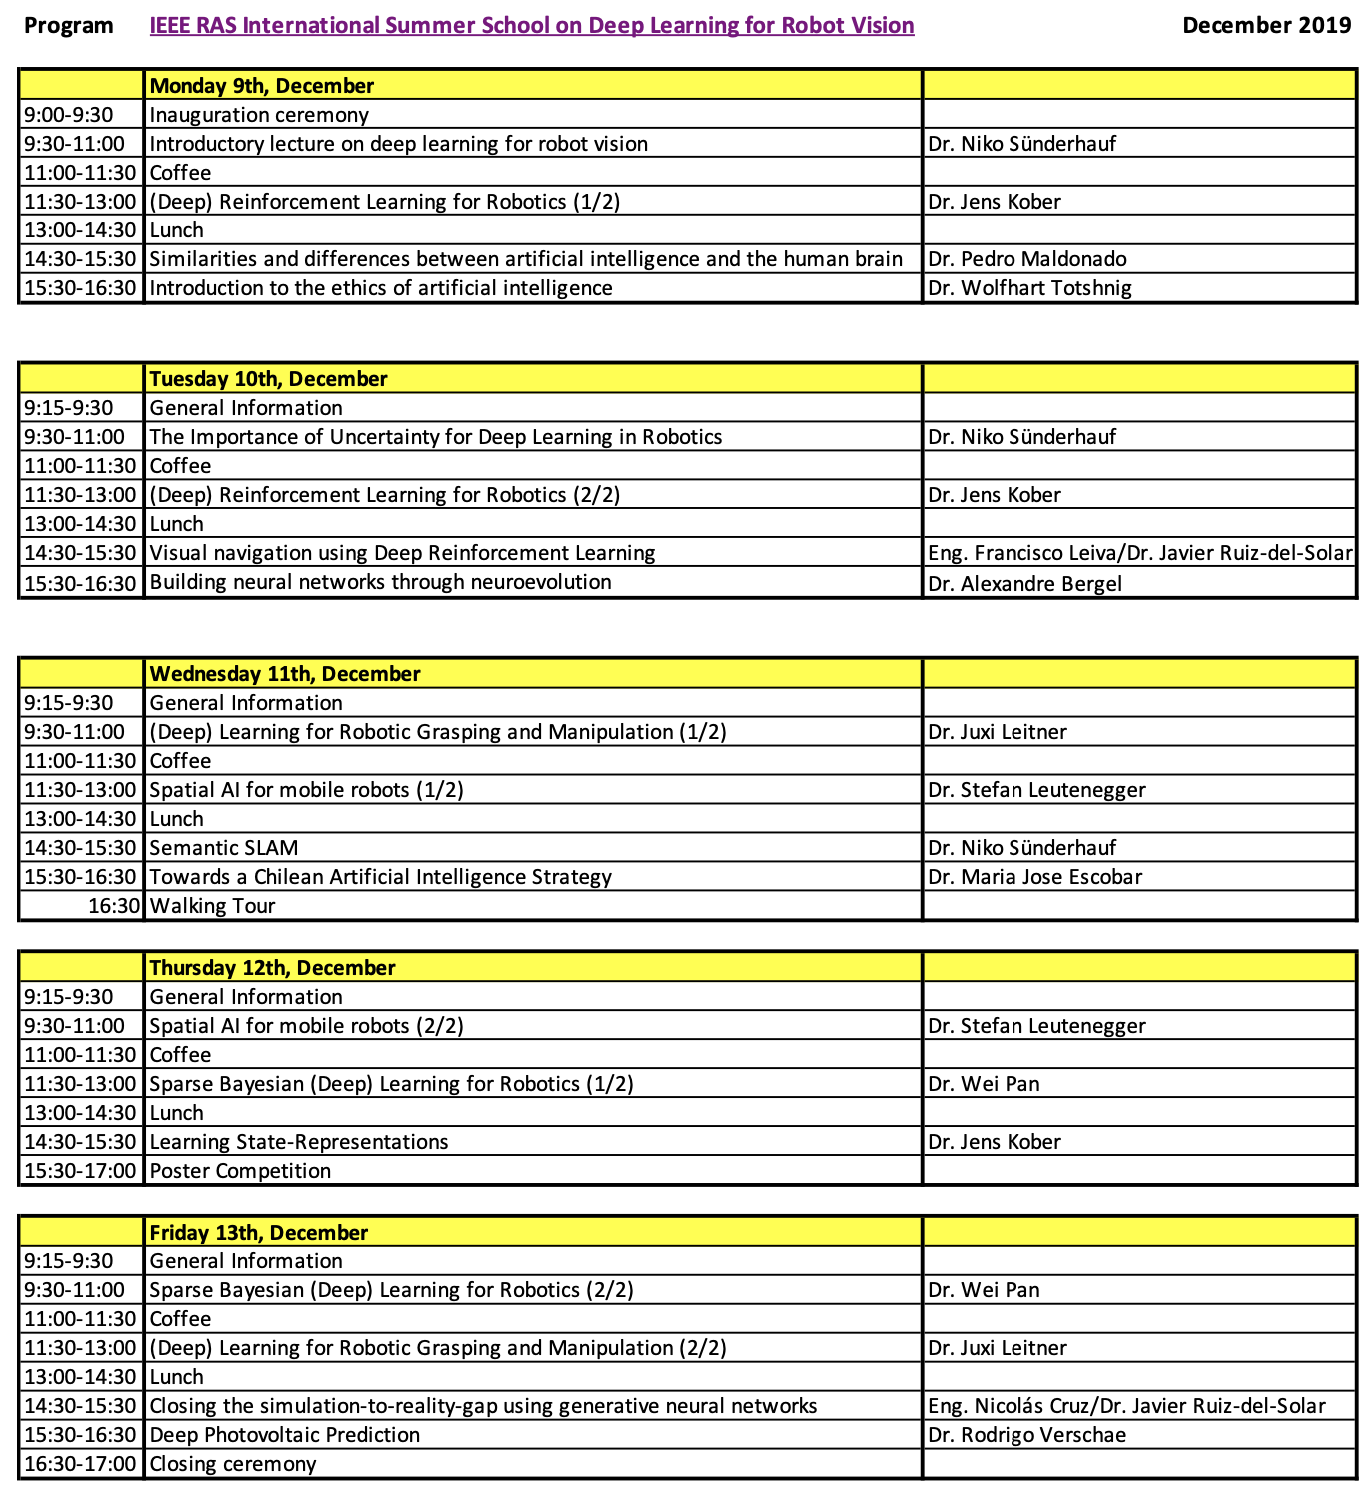 Program IEEE RAS International Summer School on Deep Learning for Robot Vision December 2019
Monday 9th, December
9:00-9:30 Inauguration ceremony
9:30-11:00 Introductory lecture on deep learning for robot vision Dr. Niko Sünderhauf
11:00-11:30 Coffee
11:30-13:00 (Deep) Reinforcement Learning for Robotics (1/2) Dr. Jens Kober
13:00-14:30 Lunch
14:30-15:30 Similarities and differences between artificial intelligence and the human brain Dr. Pedro Maldonado
15:30-16:30 Introduction to the ethics of artificial intelligence Dr. Wolfhart Totshnig
Tuesday 10th, December
9:15-9:30 General Information
9:30-11:00 The Importance of Uncertainty for Deep Learning in Robotics Dr. Niko Sünderhauf
11:00-11:30 Coffee
11:30-13:00 (Deep) Reinforcement Learning for Robotics (2/2) Dr. Jens Kober
13:00-14:30 Lunch
14:30-15:30 Visual navigation using Deep Reinforcement Learning Eng. Francisco Leiva/Dr. Javier Ruiz-del-Solar
15:30-16:30 Building neural networks through neuroevolution Dr. Alexandre Bergel
Wednesday 11th, December
9:15-9:30 General Information
9:30-11:00 (Deep) Learning for Robotic Grasping and Manipulation (1/2) Dr. Juxi Leitner
11:00-11:30 Coffee
11:30-13:00 Spatial AI for mobile robots (1/2) Dr. Stefan Leutenegger
13:00-14:30 Lunch
14:30-15:30 Semantic SLAM Dr. Niko Sünderhauf
15:30-16:30 Towards a Chilean Artificial Intelligence Strategy Dr. Maria Jose Escobar
16:30 Walking Tour
Thursday 12th, December
9:15-9:30 General Information
9:30-11:00 Spatial AI for mobile robots (2/2) Dr. Stefan Leutenegger
11:00-11:30 Coffee
11:30-13:00 Sparse Bayesian (Deep) Learning for Robotics (1/2) Dr. Wei Pan
13:00-14:30 Lunch
14:30-15:30 Learning State-Representations Dr. Jens Kober
15:30-17:00 Poster Competition
Friday 13th, December
9:15-9:30 General Information
9:30-11:00 Sparse Bayesian (Deep) Learning for Robotics (2/2) Dr. Wei Pan
11:00-11:30 Coffee
11:30-13:00 (Deep) Learning for Robotic Grasping and Manipulation (2/2) Dr. Juxi Leitner
13:00-14:30 Lunch
14:30-15:30 Closing the simulation-to-reality-gap using generative neural networks Eng. Nicolás Cruz/Dr. Javier Ruiz-del-Solar
15:30-16:30 Deep Photovoltaic Prediction Dr. Rodrigo Verschae
16:30-17:00 Closing ceremony